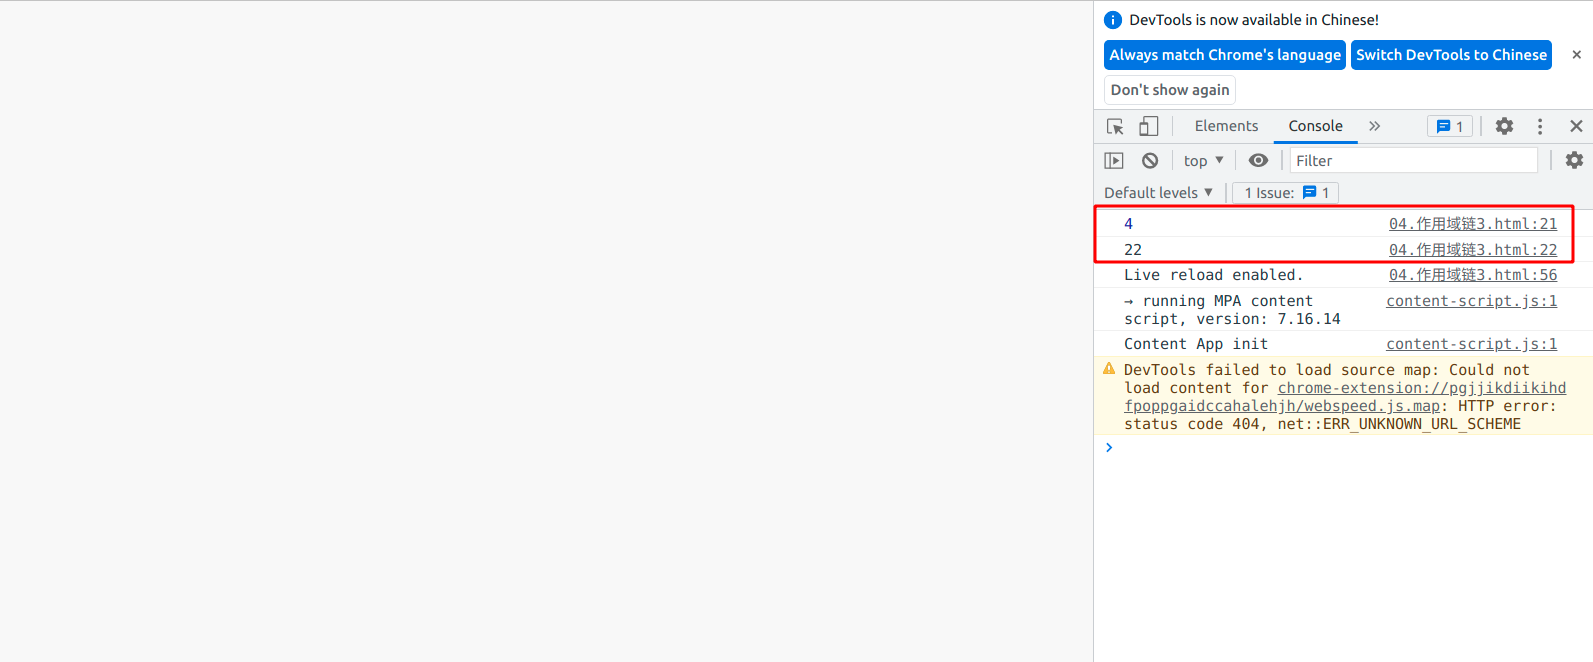 DevTools is now available in Chinese!
Always match Chrome's language Switch DevTools to Chinese
Don't show again
Elements Console 1
top Filter
Default levels 1 Issue: 1
4 04.作用域链3.html:21
22 04.作用域链3.html:22
Live reload enabled. 04.作用域链3.html:56
→ running MPA content content-script.js:1
script, version: 7.16.14
Content App init content-script.js:1
DevTools failed to load source map: Could not
load content for chrome-extension://pgjjikdiikihd
fpoppgaidccahalehjh/webspeed.js.map: HTTP error:
status code 404, net::ERR_UNKNOWN_URL_SCHEME